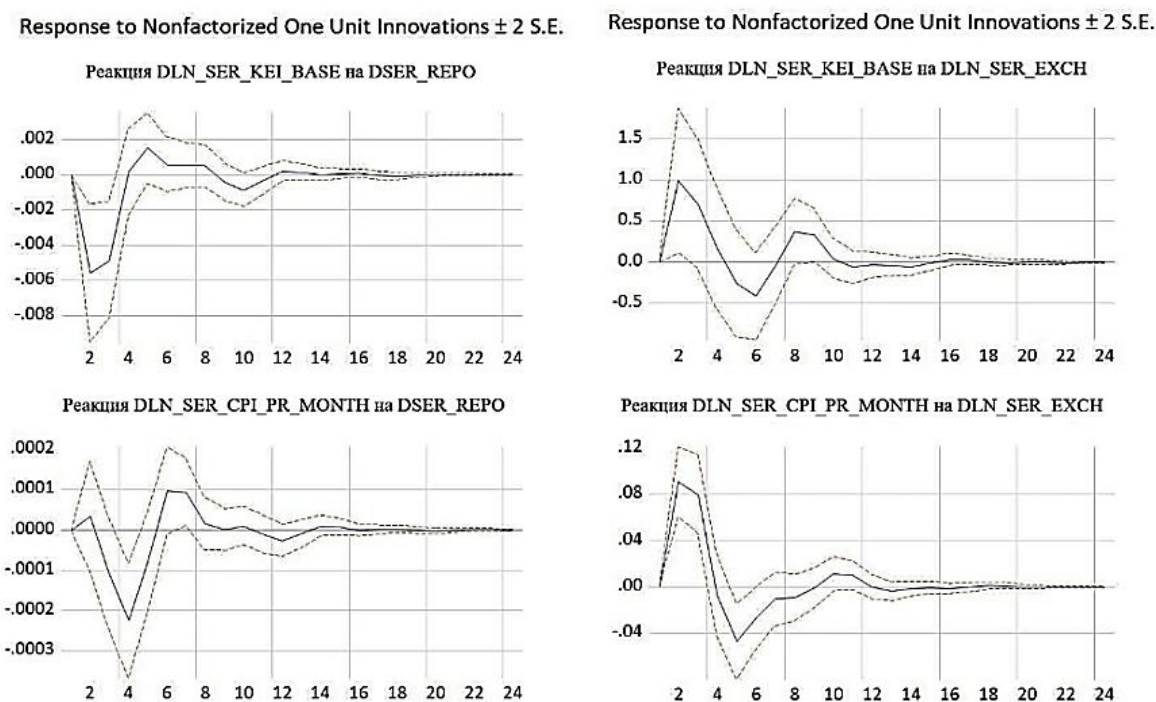 Response to Nonfactorized One Unit Innovations ± 2 S.E.
Реакция DLN_SER_KEI_BASE на DSER_REPO
.002
.000
-.002
-.004
-.006
-.008
2 4 6 8 10 12 14 16 18 20 22 24
Реакция DLN_SER_CPI_PR_MONTH на DSER_REPO
.0002
.0001
.0000
-.0001
-.0002
-.0003
2 4 6 8 10 12 14 16 18 20 22 24
Response to Nonfactorized One Unit Innovations ± 2 S.E.
Реакция DLN_SER_KEI_BASE на DLN_SER_EXCH
1.5
1.0
0.5
0.0
-0.5
2 4 6 8 10 12 14 16 18 20 22 24
Реакция DLN_SER_CPI_PR_MONTH на DLN_SER_EXCH
.12
.08
.04
.00
-.04
2 4 6 8 10 12 14 16 18 20 22 24